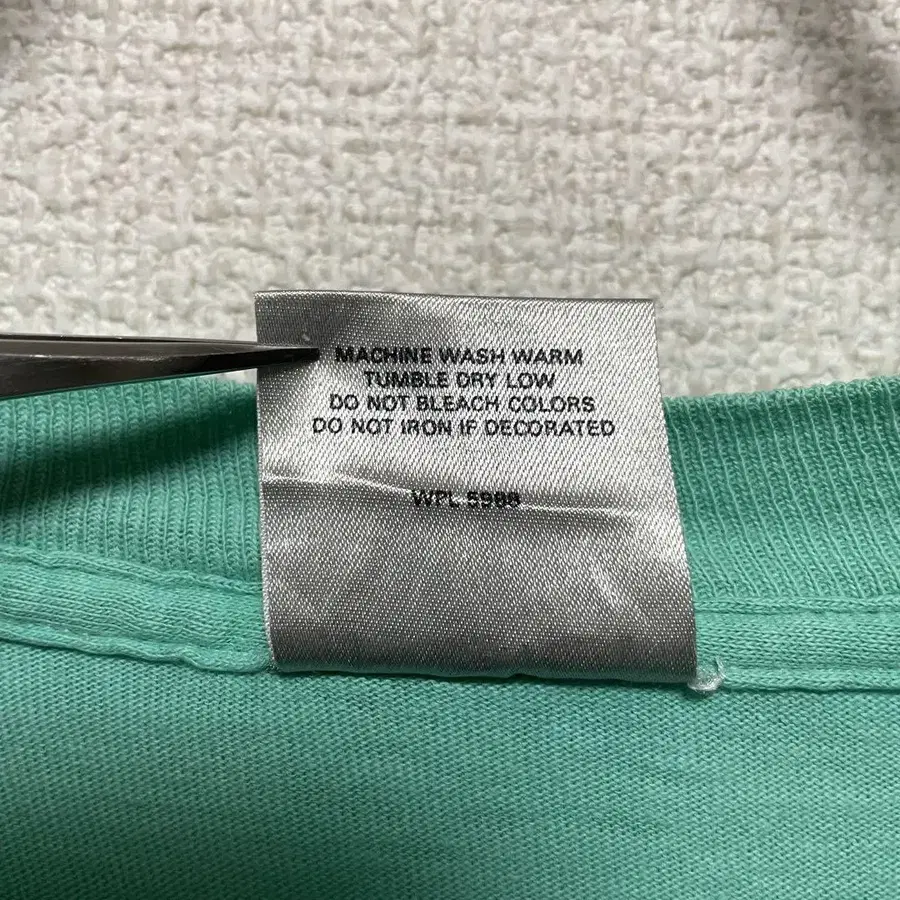 MACHINE WASH WARM
TUMBLE DRY LOW
DO NOT BLEACH COLORS
DO NOT IRON IF DECORATED
WPL 5988